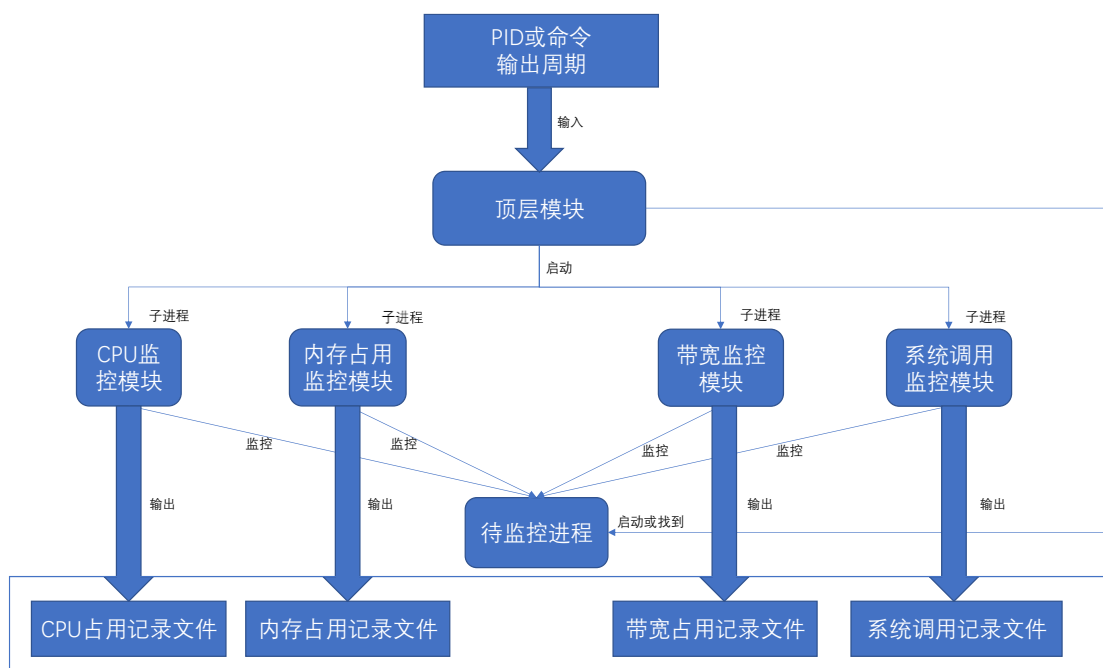 PID或命令
输出周期
输入
顶层模块
启动
子进程
子进程
子进程
子进程
CPU监
控模块
内存占用
监控模块
带宽监控
模块
系统调用
监控模块
监控
监控
监控
监控
输出
输出
输出
输出
待监控进程
启动或找到
CPU占用记录文件
内存占用记录文件
带宽占用记录文件
系统调用记录文件